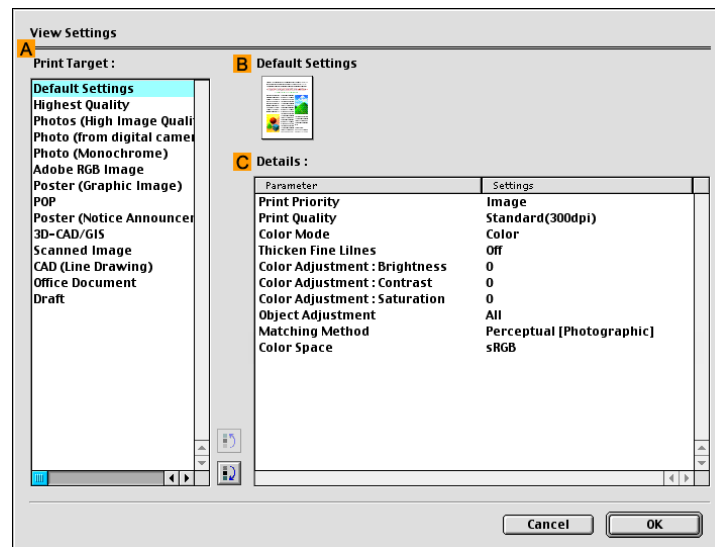 View Settings
A
Print Target :
Default Settings
Highest Quality
Photos (High Image Quali
Photo (from digital camer
Photo (Monochrome)
Adobe RGB Image
Poster (Graphic Image)
POP
Poster (Notice Announcer
3D-CAD/GIS
Scanned Image
CAD (Line Drawing)
Office Document
Draft
B Default Settings
C Details :
Parameter Settings
Print Priority Image
Print Quality Standard(300dpi)
Color Mode Color
Thicken Fine Lilnes Off
Color Adjustment : Brightness 0
Color Adjustment : Contrast 0
Color Adjustment : Saturation 0
Object Adjustment All
Matching Method Perceptual [Photographic]
Color Space sRGB
Cancel OK